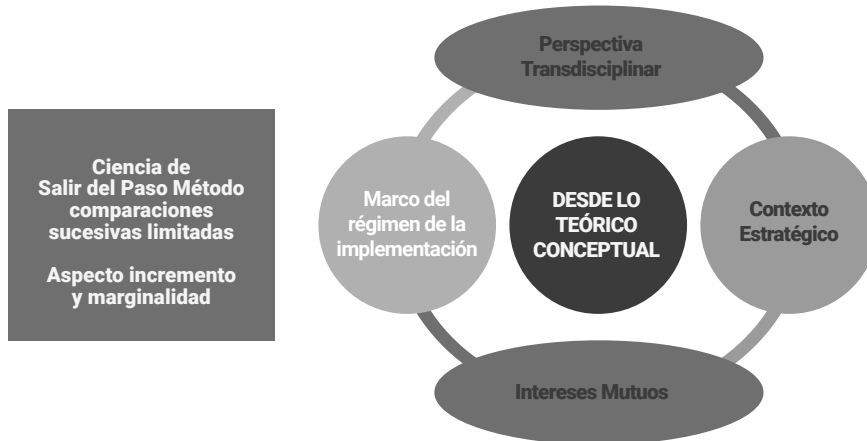 Ciencia de
Salir del Paso Método
comparaciones
sucesivas limitadas
Aspecto incremento
y marginalidad
Perspectiva
Transdisciplinar
Marco del
régimen de la
implementación
DESDE LO
TEÓRICO
CONCEPTUAL
Contexto
Estratégico
Intereses Mutuos